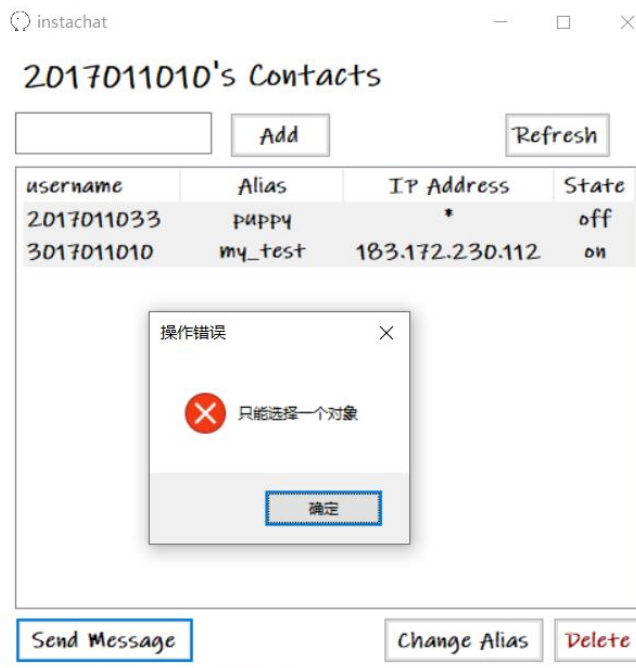 instachat
2017011010's Contacts
Add Refresh
username Alias IP Address State
2017011033 puppy * off
3017011010 my_test 183.172.230.112 on
操作错误
只能选择一个对象
确定
Send Message Change Alias Delete